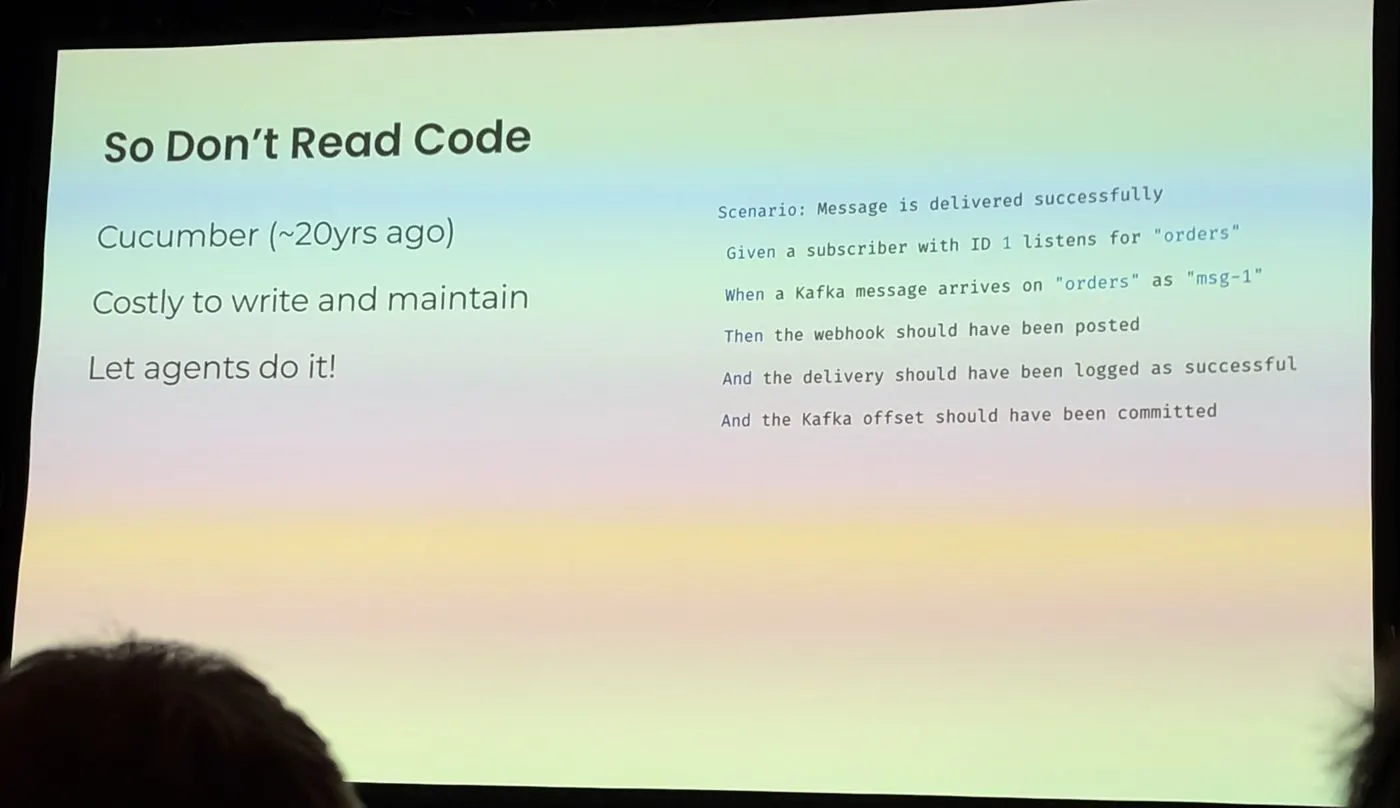 So Don't Read Code
Cucumber (~20yrs ago)
Costly to write and maintain
Let agents do it!
Scenario: Message is delivered successfully
Given a subscriber with ID 1 listens for "orders"
When a Kafka message arrives on "orders" as "msg-1"
Then the webhook should have been posted
And the delivery should have been logged as successful
And the Kafka offset should have been committed